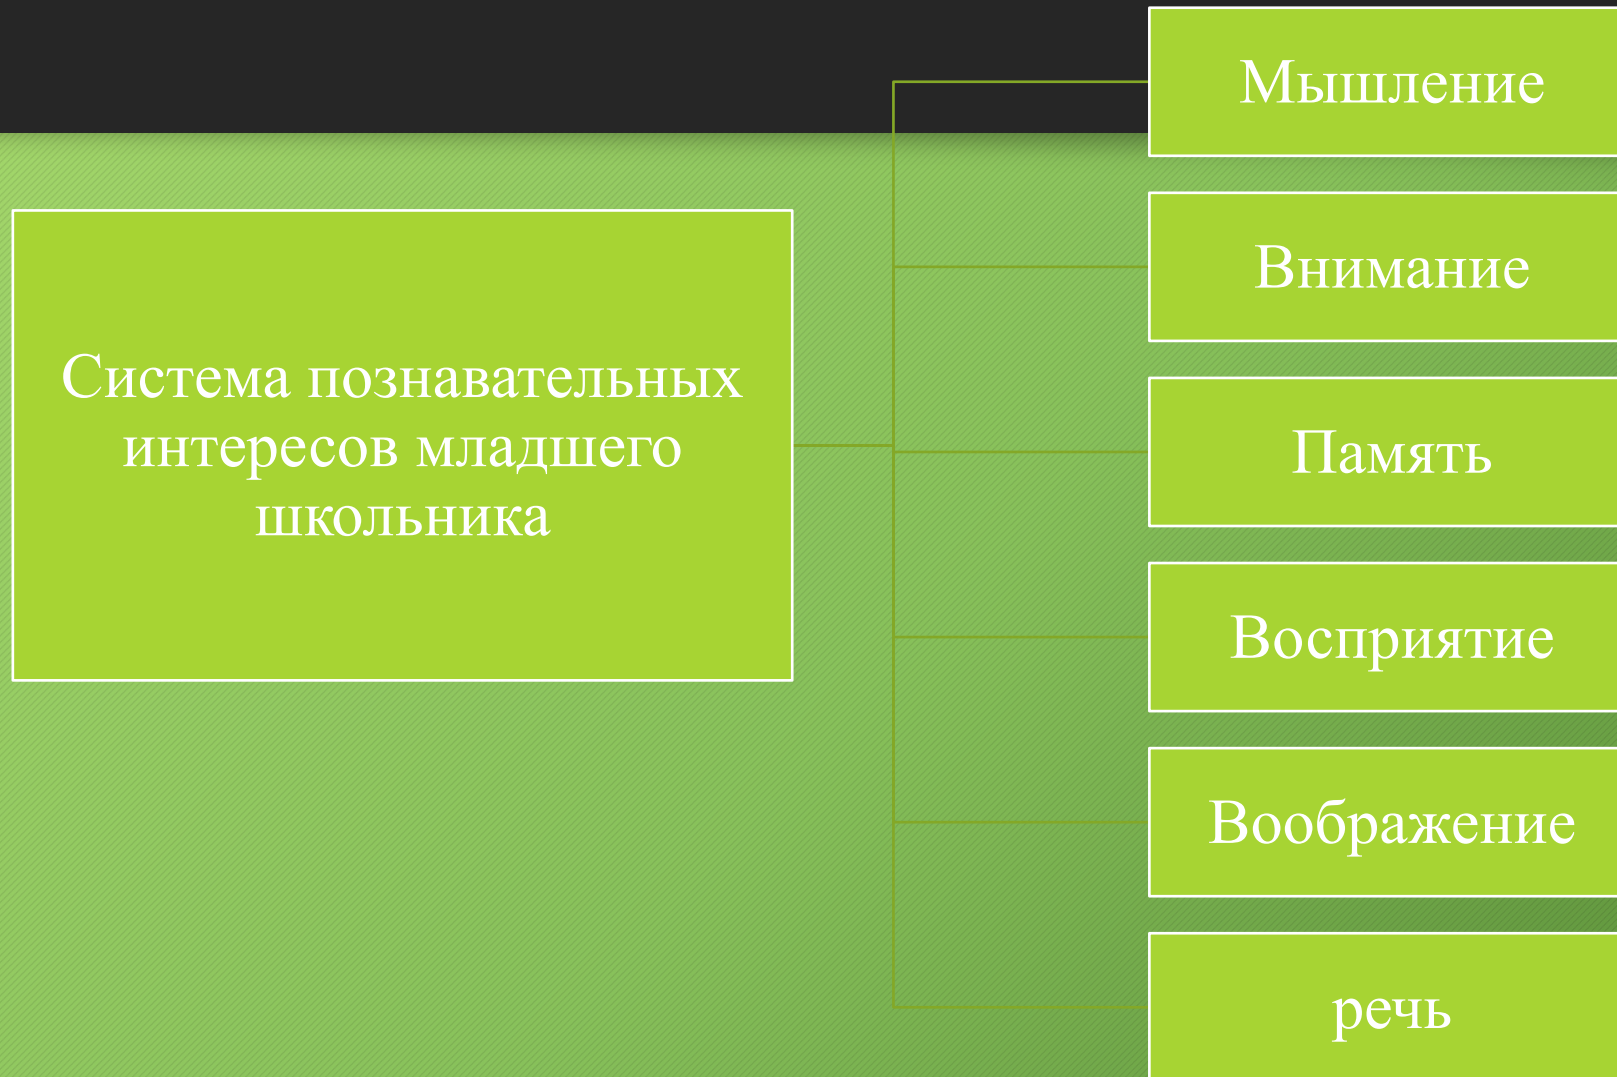 Система познавательных
интересов младшего
школьника
Мышление
Внимание
Память
Восприятие
Воображение
речь